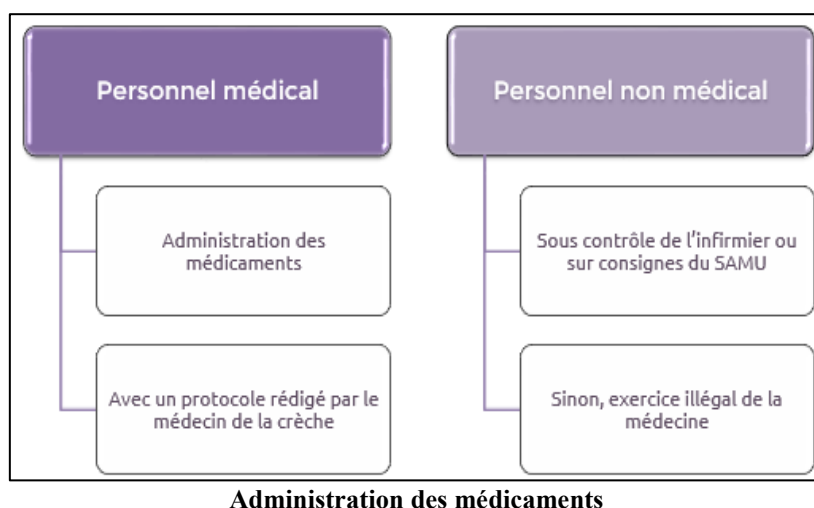 Personnel médical
Administration des
médicaments
Avec un protocole rédigé par le
médecin de la crèche
Personnel non médical
Sous contrôle de l'infirmier ou
sur consignes du SAMU
Sinon, exercice illégal de la
médecine
Administration des médicaments